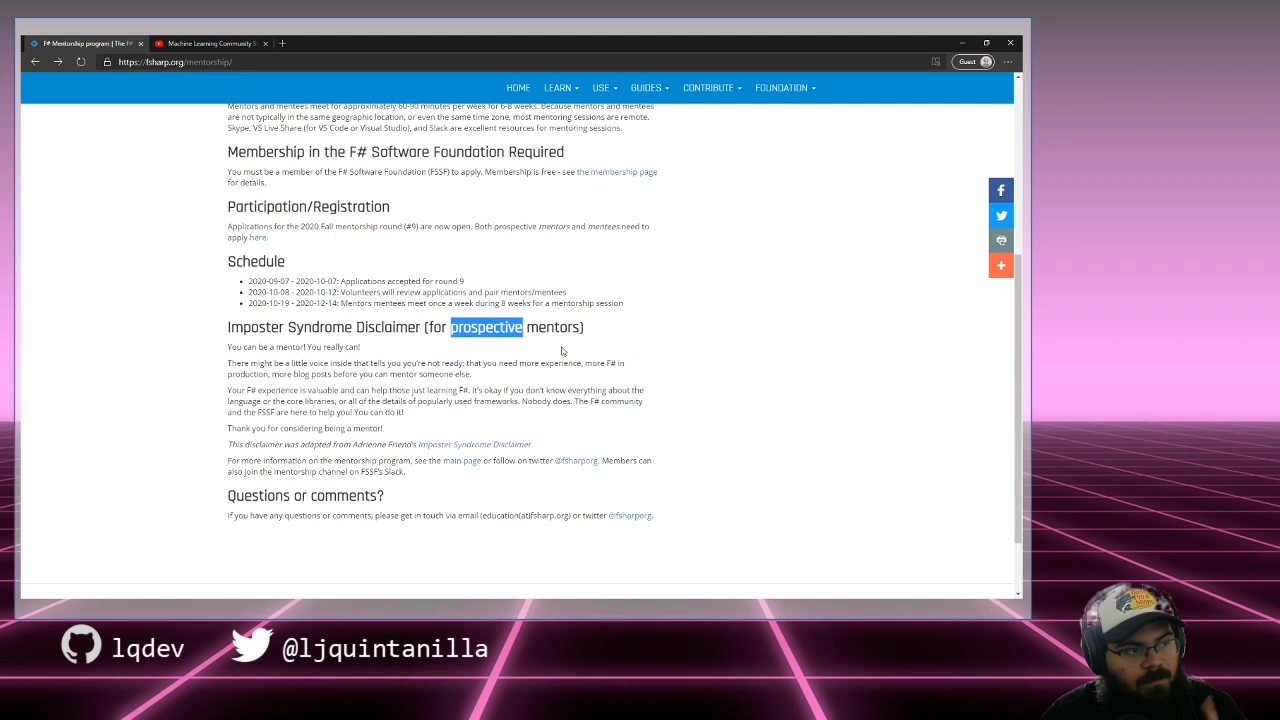 F# Mentorship program | The F#
Machine Learning Community S
https://fsharp.org/mentorship/
Guest
HOME LEARN USE GUIDES CONTRIBUTE FOUNDATION
Mentors and mentees meet for approximately 60-90 minutes per week for 6-8 weeks. Because mentors and mentees
are not typically in the same geographic location, or even the same time zone, most mentoring sessions are remote.
Skype, VS Live Share (for VS Code or Visual Studio), and Slack are excellent resources for mentoring sessions.
Membership in the F# Software Foundation Required
You must be a member of the F# Software Foundation (FSSF) to apply. Membership is free - see the membership page
for details.
Participation/Registration
Applications for the 2020 Fall mentorship round (#9) are now open. Both prospective mentors and mentees need to
apply here.
Schedule
• 2020-09-07 - 2020-10-07: Applications accepted for round 9
• 2020-10-08 - 2020-10-12: Volunteers will review applications and pair mentors/mentees
• 2020-10-19 - 2020-12-14: Mentors mentees meet once a week during 8 weeks for a mentorship session
Imposter Syndrome Disclaimer (for prospective mentors)
You can be a mentor! You really can!
There might be a little voice inside that tells you you're not ready; that you need more experience, more F# in
production, more blog posts before you can mentor someone else.
Your F# experience is valuable and can help those just learning F#. It's okay if you don't know everything about the
language or the core libraries, or all of the details of popularly used frameworks. Nobody does. The F# community
and the FSSF are here to help you! You can do it!
Thank you for considering being a mentor!
This disclaimer was adapted from Adrienne Friend's Imposter Syndrome Disclaimer
For more information on the mentorship program, see the main page or follow on twitter @fsharporg. Members can
also join the mentorship channel on FSSF's Slack.
Questions or comments?
If you have any questions or comments, please get in touch via email (education(at)fsharp.org) or twitter @fsharporg.
lqdev @ljquintanilla